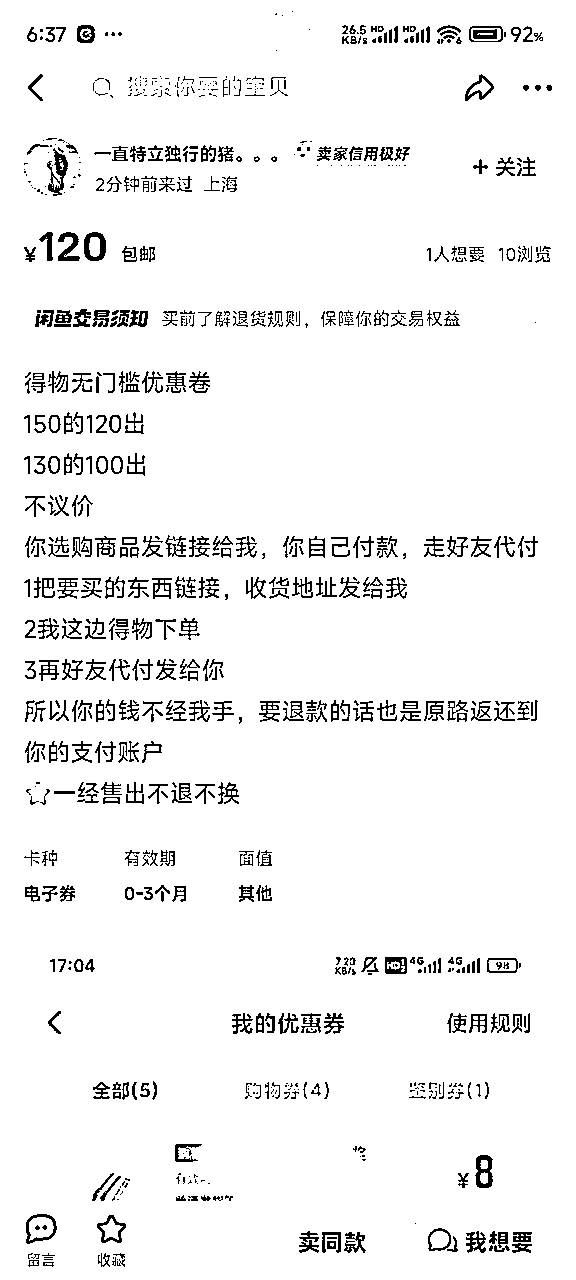 6:37
26.5 KB/s HD HD 92%
搜索你要的宝贝
一直特立独行的猪。。。 卖家信用极好
+ 关注
2分钟前来过 上海
¥120 包邮
1人想要 10浏览
闲鱼交易须知 买前了解退货规则，保障你的交易权益
得物无门槛优惠卷
150的120出
130的100出
不议价
你选购商品发链接给我，你自己付款，走好友代付
1把要买的东西链接，收货地址发给我
2我这边得物下单
3再好友代付发给你
所以你的钱不经我手，要退款的话也是原路返还到
你的支付账户
☆一经售出不退不换
卡种 有效期 面值
电子券 0-3个月 其他
17:04
7.20 KB/s HD 4G 4G 98
我的优惠券 使用规则
全部(5) 购物券(4) 鉴别券(1)
¥8
留言 收藏 卖同款 我想要